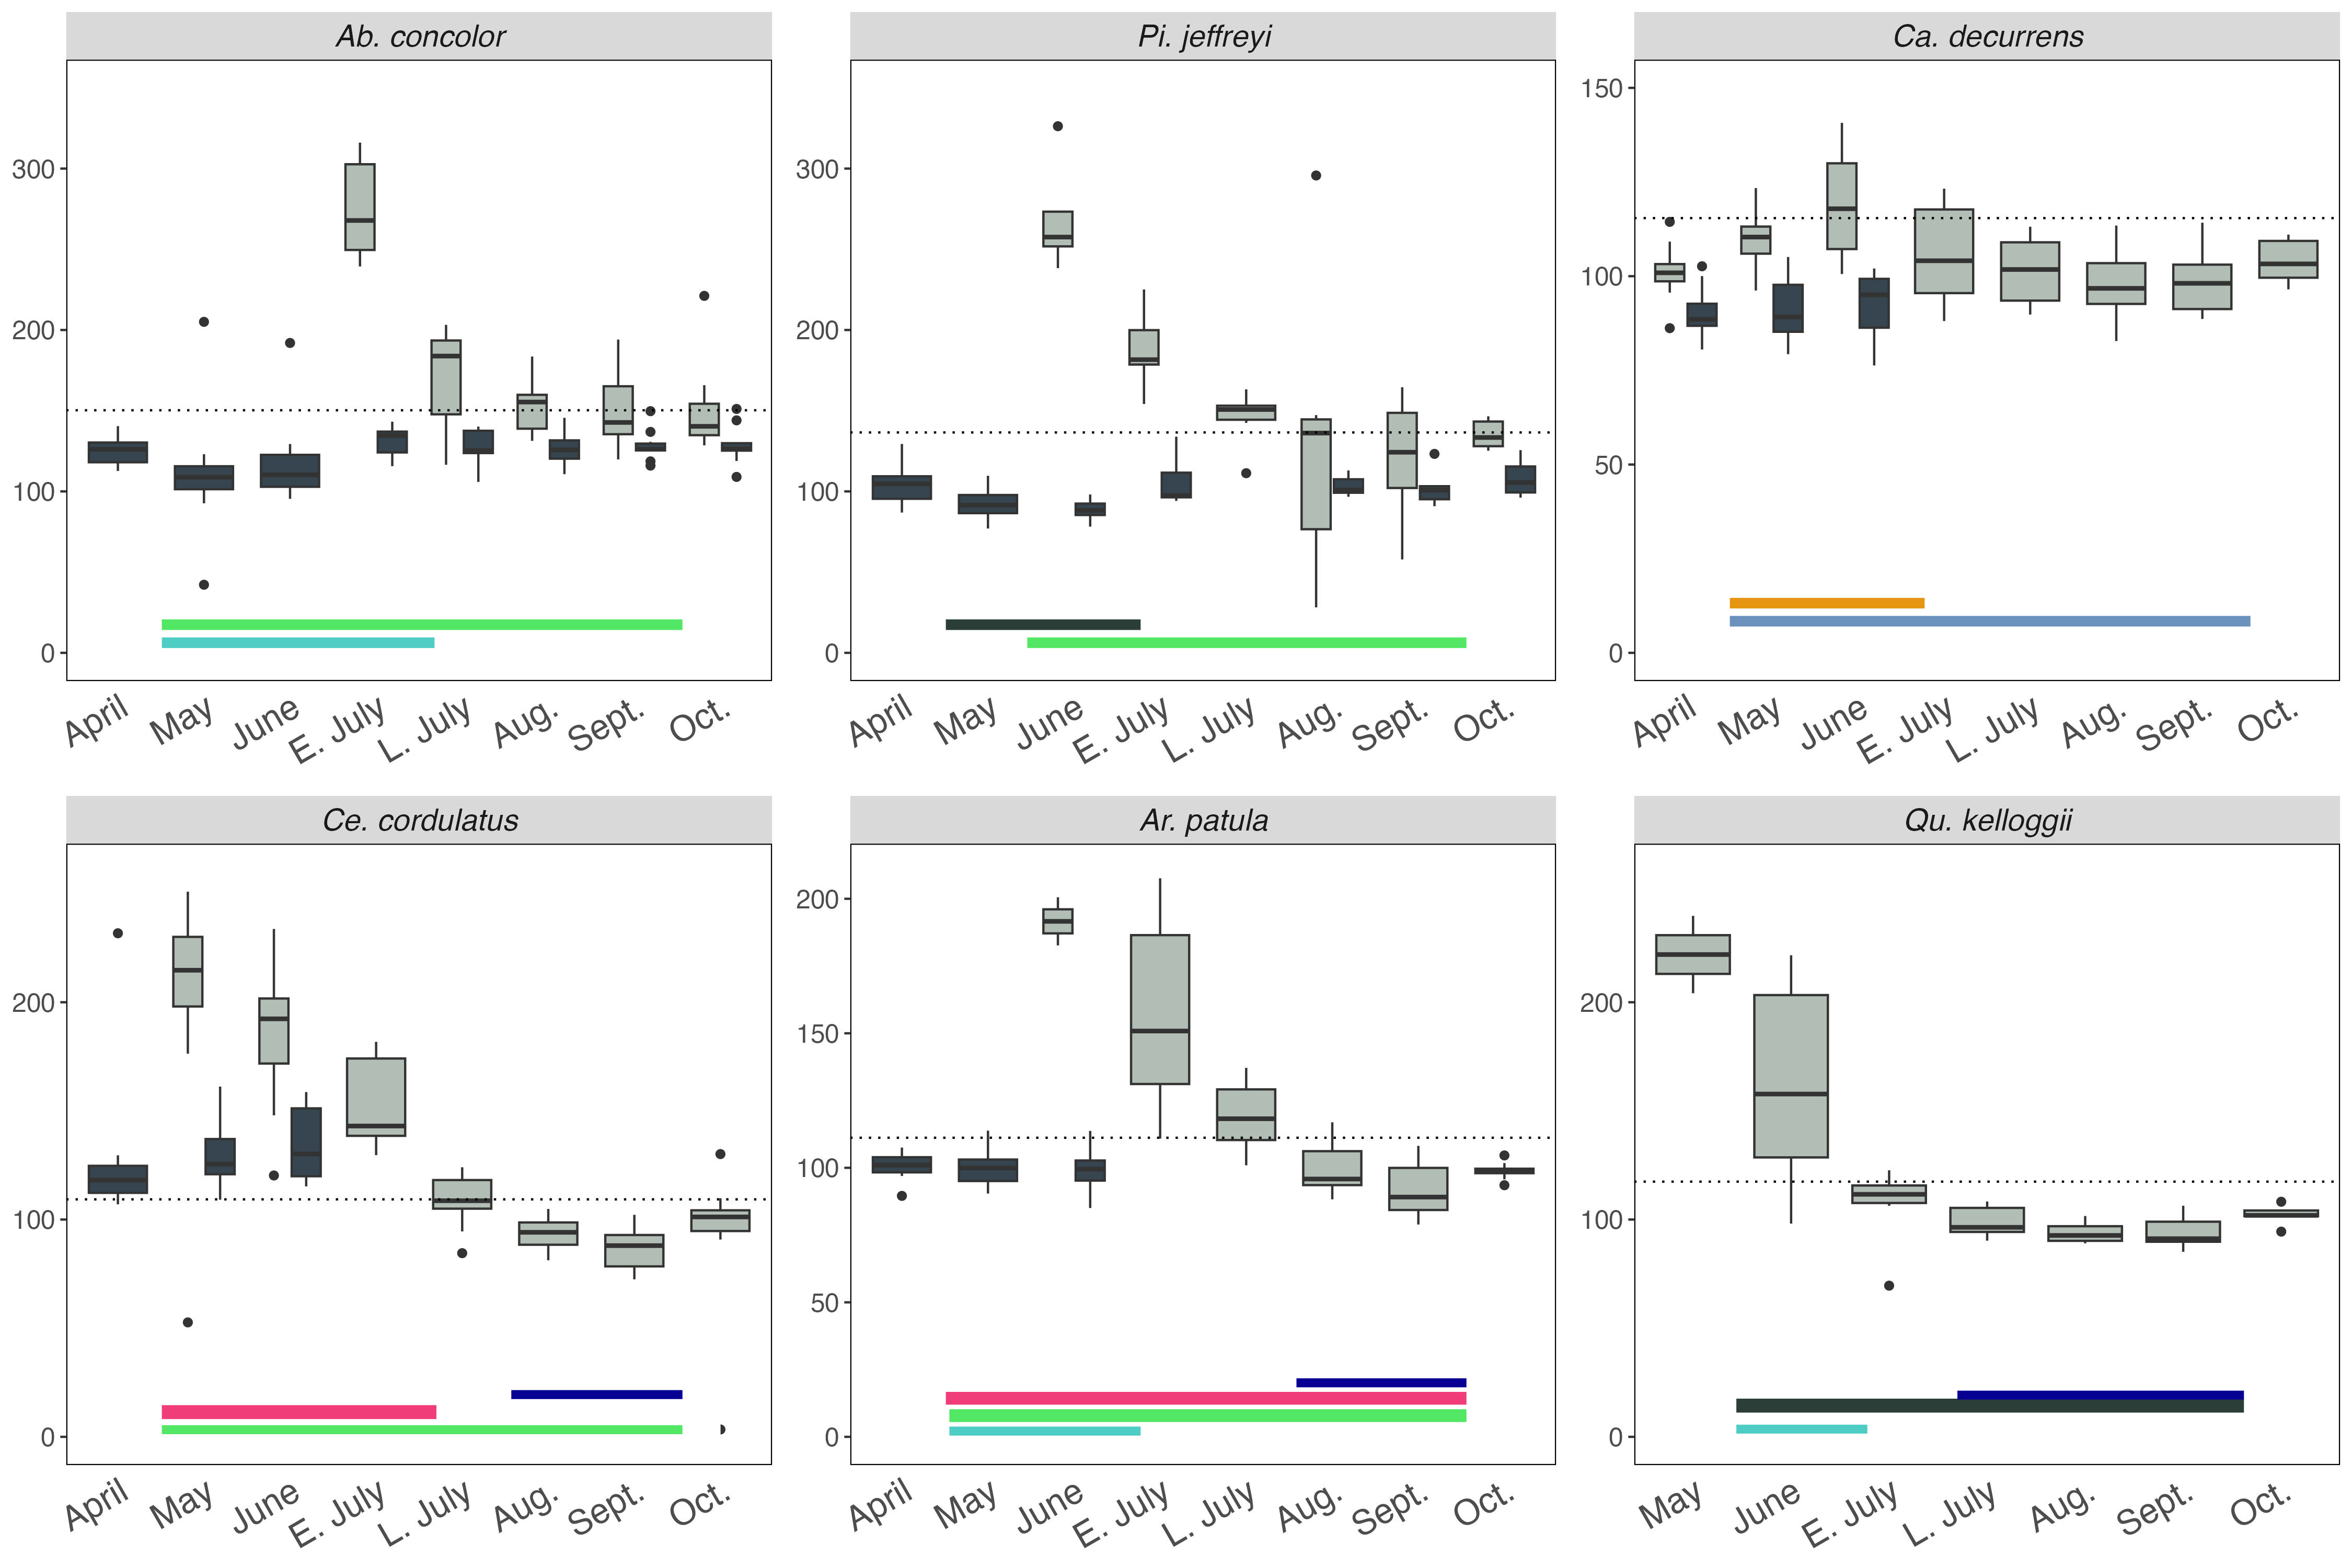 Ab. concolor
Pi. jeffreyi
Ca. decurrens
300
200
100
0
April
May
June
E. July
L. July
Aug.
Sept.
Oct.
300
200
100
0
April
May
June
E. July
L. July
Aug.
Sept.
Oct.
150
100
50
0
April
May
June
E. July
L. July
Aug.
Sept.
Oct.
Ce. cordulatus
Ar. patula
Qu. kelloggii
200
100
0
April
May
June
E. July
L. July
Aug.
Sept.
Oct.
200
150
100
50
0
April
May
June
E. July
L. July
Aug.
Sept.
Oct.
200
100
0
May
June
E. July
L. July
Aug.
Sept.
Oct.